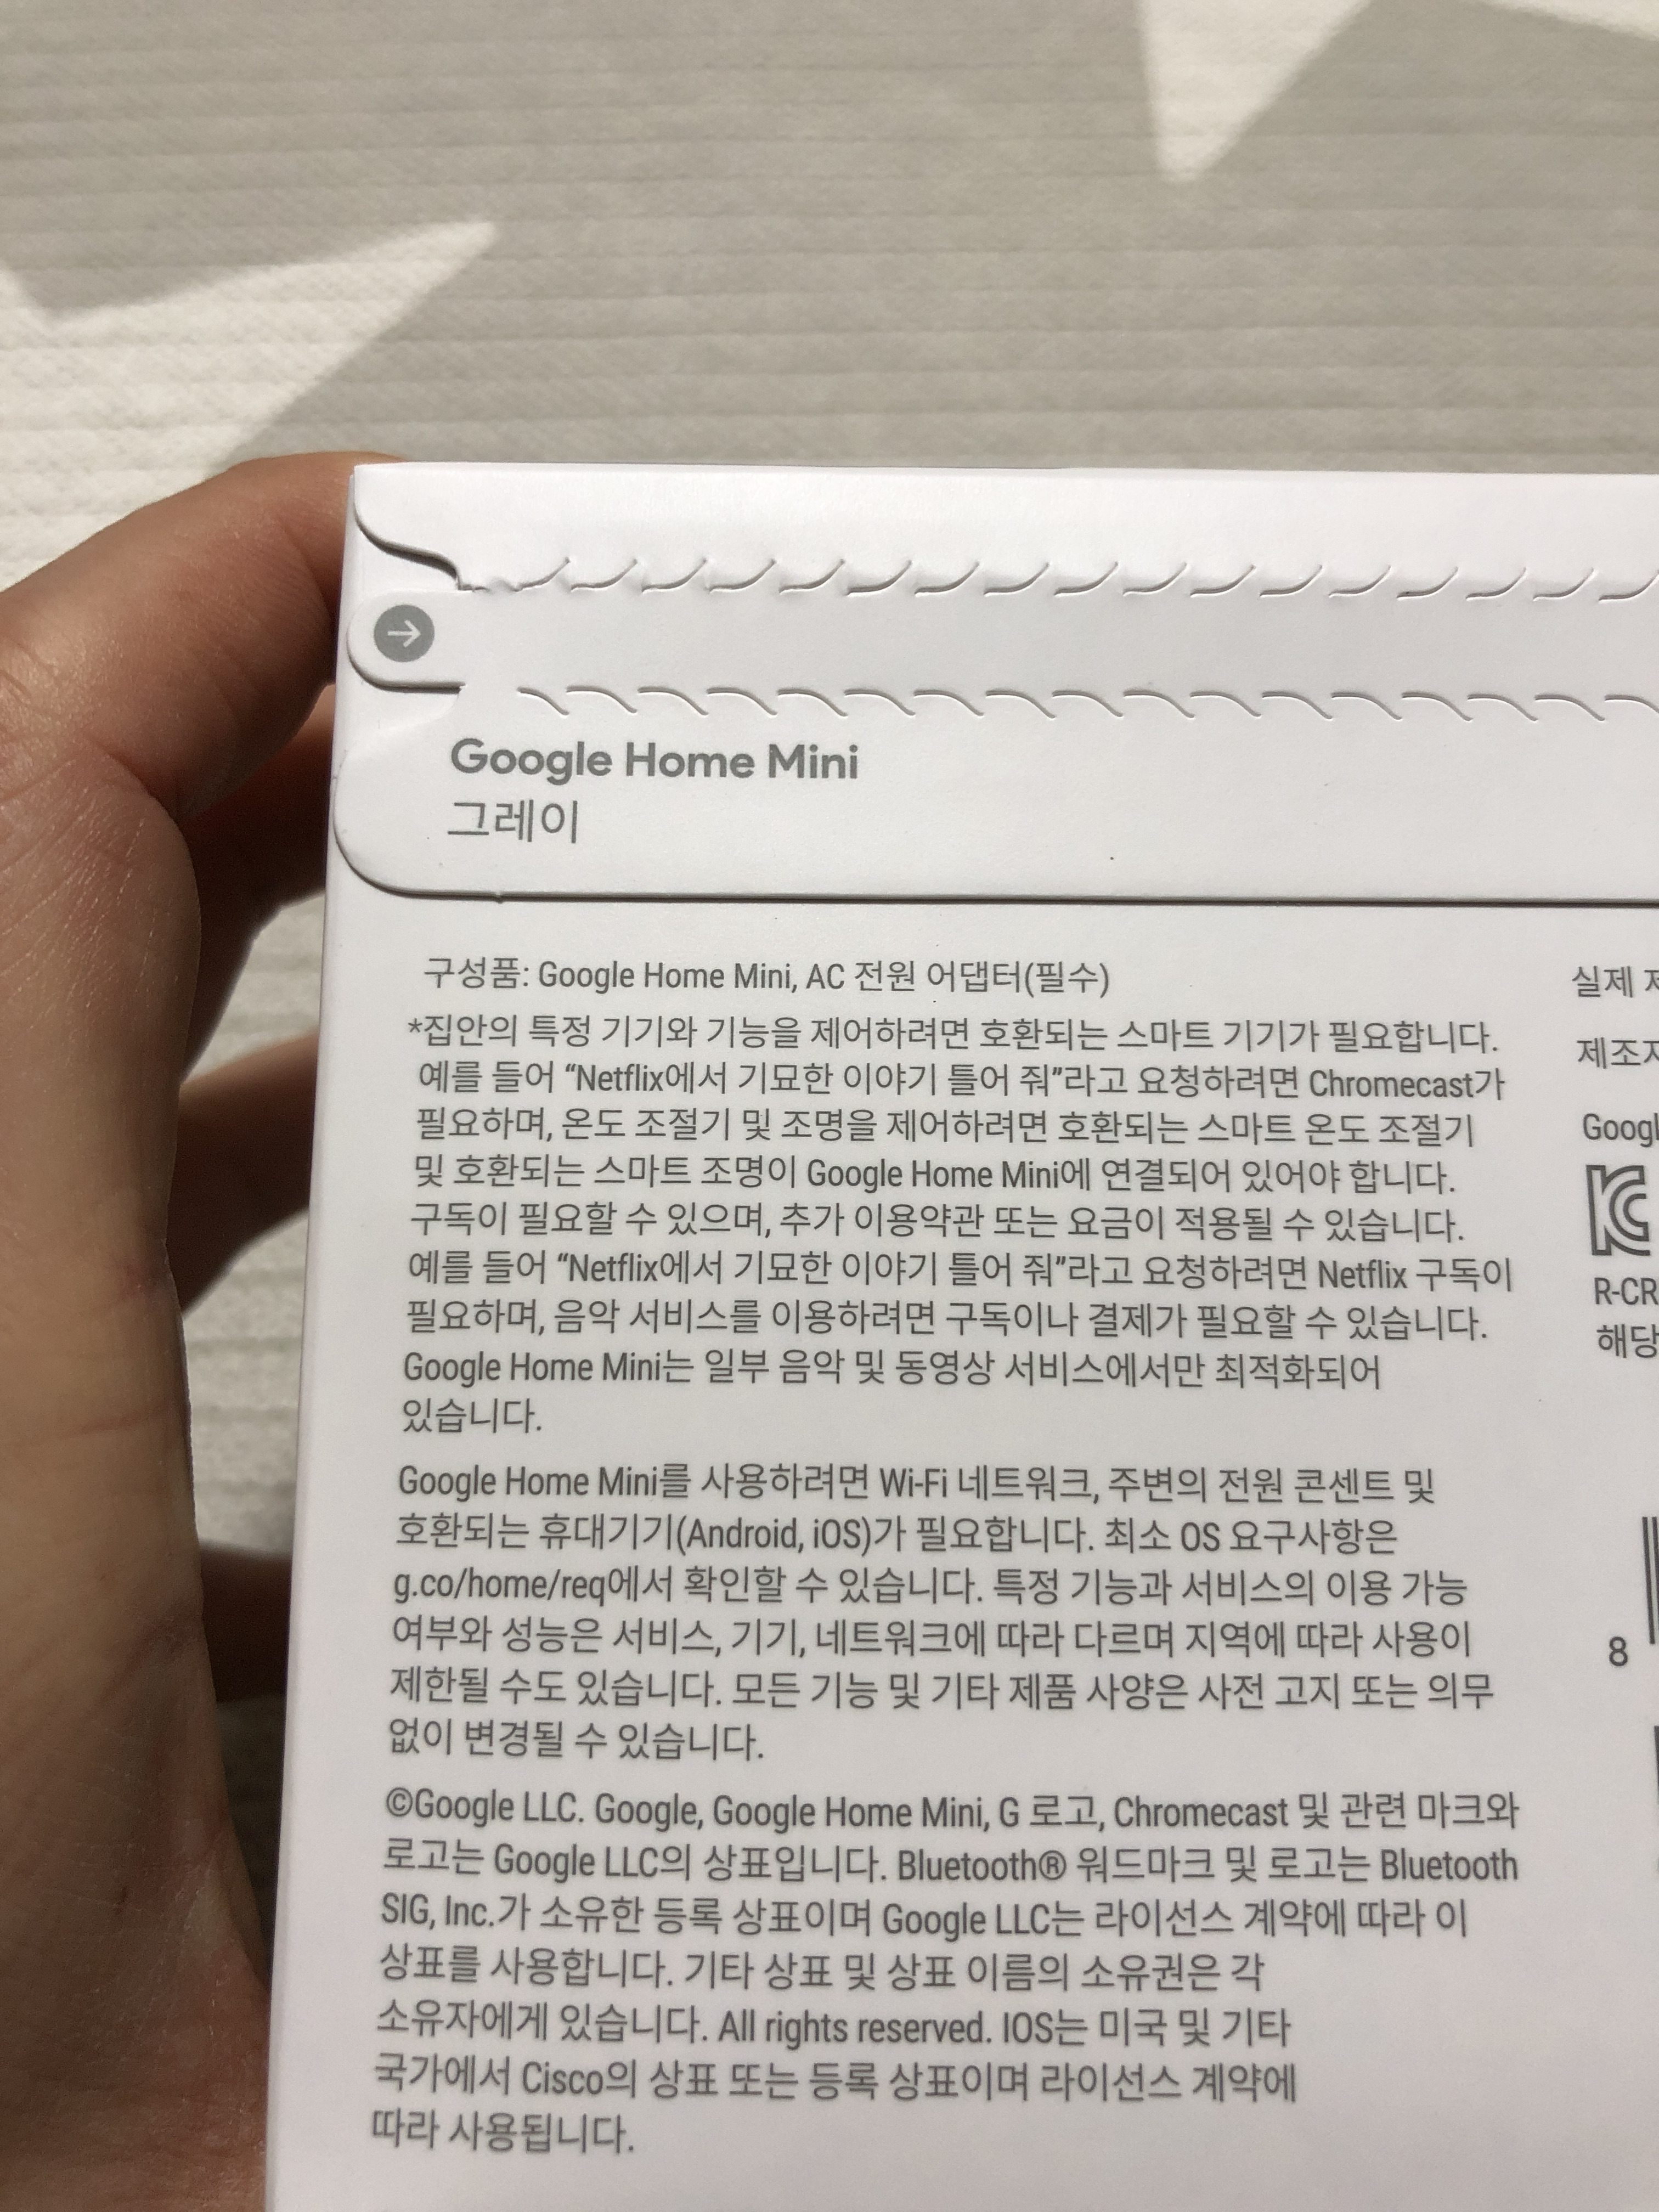 Google Home Mini
그레이
구성품: Google Home Mini, AC 전원 어댑터(필수)
*집안의 특정 기기와 기능을 제어하려면 호환되는 스마트 기기가 필요합니다.
예를 들어 “Netflix에서 기묘한 이야기 틀어 줘”라고 요청하려면 Chromecast가
필요하며, 온도 조절기 및 조명을 제어하려면 호환되는 스마트 온도 조절기
및 호환되는 스마트 조명이 Google Home Mini에 연결되어 있어야 합니다.
구독이 필요할 수 있으며, 추가 이용약관 또는 요금이 적용될 수 있습니다.
예를 들어 “Netflix에서 기묘한 이야기 틀어 줘”라고 요청하려면 Netflix 구독이
필요하며, 음악 서비스를 이용하려면 구독이나 결제가 필요할 수 있습니다.
Google Home Mini는 일부 음악 및 동영상 서비스에서만 최적화되어
있습니다.
Google Home Mini를 사용하려면 Wi-Fi 네트워크, 주변의 전원 콘센트 및
호환되는 휴대기기(Android, iOS)가 필요합니다. 최소 OS 요구사항은
g.co/home/req에서 확인할 수 있습니다. 특정 기능과 서비스의 이용 가능
여부와 성능은 서비스, 기기, 네트워크에 따라 다르며 지역에 따라 사용이
제한될 수도 있습니다. 모든 기능 및 기타 제품 사양은 사전 고지 또는 의무
없이 변경될 수 있습니다.
©Google LLC. Google, Google Home Mini, G 로고, Chromecast 및 관련 마크와
로고는 Google LLC의 상표입니다. Bluetooth® 워드마크 및 로고는 Bluetooth
SIG, Inc.가 소유한 등록 상표이며 Google LLC는 라이선스 계약에 따라 이
상표를 사용합니다. 기타 상표 및 상표 이름의 소유권은 각
소유자에게 있습니다. All rights reserved. IOS는 미국 및 기타
국가에서 Cisco의 상표 또는 등록 상표이며 라이선스 계약에
따라 사용됩니다.
실제
R-CR
해당
8